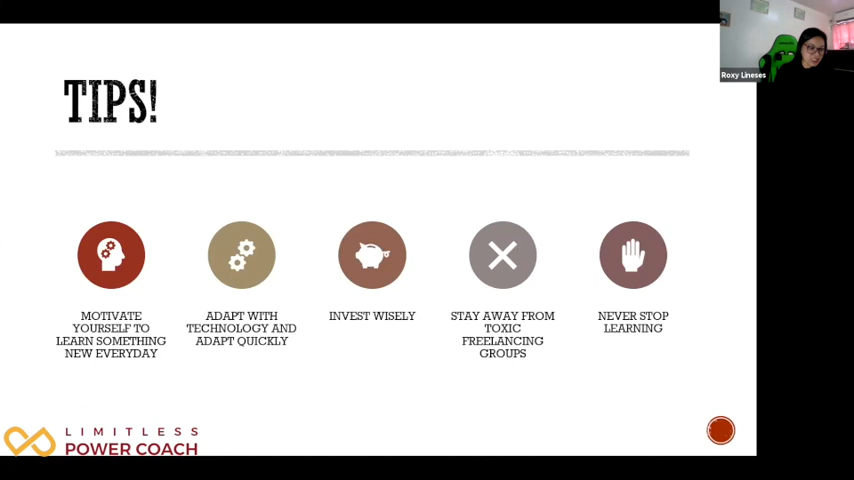 Roxy Lineses
TIPS!
MOTIVATE
YOURSELF TO
LEARN SOMETHING
NEW EVERYDAY
ADAPT WITH
TECHNOLOGY AND
ADAPT QUICKLY
INVEST WISELY
STAY AWAY FROM
TOXIC
FREELANCING
GROUPS
NEVER STOP
LEARNING
LIMITLESS
POWER COACH